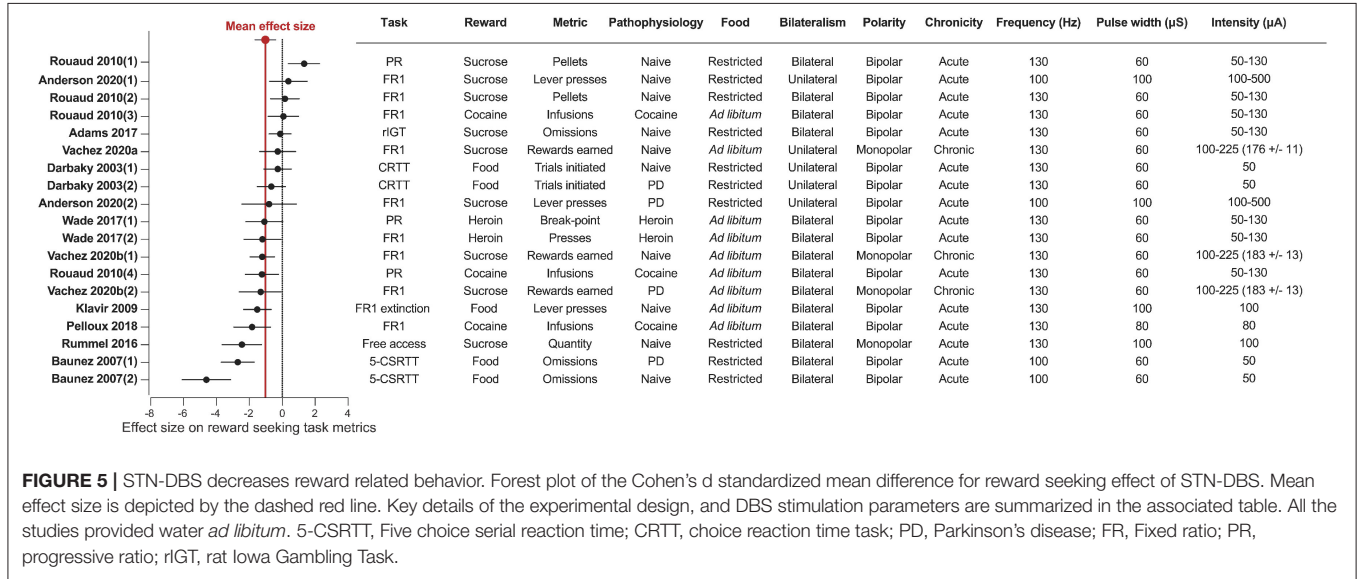 Mean effect size
Task Reward Metric Pathophysiology Food Bilateralism Polarity Chronicity Frequency (Hz) Pulse width (µS) Intensity (µA)
Rouaud 2010(1) PR Sucrose Pellets Naive Restricted Bilateral Bipolar Acute 130 60 50-130
Anderson 2020(1) FR1 Sucrose Lever presses Naive Restricted Unilateral Bipolar Acute 100 100 100-500
Rouaud 2010(2) FR1 Sucrose Pellets Naive Restricted Bilateral Bipolar Acute 130 60 50-130
Rouaud 2010(3) FR1 Cocaine Infusions Cocaine Ad libitum Bilateral Bipolar Acute 130 60 50-130
Adams 2017 rIGT Sucrose Omissions Naive Restricted Bilateral Bipolar Acute 130 60 50-130
Vachez 2020a FR1 Sucrose Rewards earned Naive Ad libitum Unilateral Monopolar Chronic 130 60 100-225 (176 +/- 11)
Darbaky 2003(1) CRTT Food Trials initiated Naive Restricted Unilateral Bipolar Acute 130 60 50
Darbaky 2003(2) CRTT Food Trials initiated PD Restricted Unilateral Bipolar Acute 130 60 50
Anderson 2020(2) FR1 Sucrose Lever presses PD Restricted Unilateral Bipolar Acute 100 100 100-500
Wade 2017(1) PR Heroin Break-point Heroin Ad libitum Bilateral Bipolar Acute 130 60 50-130
Wade 2017(2) FR1 Heroin Presses Heroin Ad libitum Bilateral Bipolar Acute 130 60 50-130
Vachez 2020b(1) FR1 Sucrose Rewards earned Naive Ad libitum Bilateral Monopolar Chronic 130 60 100-225 (183 +/- 13)
Rouaud 2010(4) PR Cocaine Infusions Cocaine Ad libitum Bilateral Bipolar Acute 130 60 50-130
Vachez 2020b(2) FR1 Sucrose Rewards earned PD Ad libitum Bilateral Monopolar Chronic 130 60 100-225 (183 +/- 13)
Klavir 2009 FR1 extinction Food Lever presses Naive Ad libitum Bilateral Bipolar Acute 130 100 100
Pelloux 2018 FR1 Cocaine Infusions Cocaine Ad libitum Bilateral Bipolar Acute 130 80 80
Rummel 2016 Free access Sucrose Quantity Naive Restricted Bilateral Monopolar Acute 130 100 100
Baunez 2007(1) 5-CSRTT Food Omissions PD Restricted Bilateral Bipolar Acute 100 60 50
Baunez 2007(2) 5-CSRTT Food Omissions Naive Restricted Bilateral Bipolar Acute 100 60 50
-8 -6 -4 -2 0 2 4
Effect size on reward seeking task metrics
FIGURE 5 | STN-DBS decreases reward related behavior. Forest plot of the Cohen's d standardized mean difference for reward seeking effect of STN-DBS. Mean
effect size is depicted by the dashed red line. Key details of the experimental design, and DBS stimulation parameters are summarized in the associated table. All the
studies provided water ad libitum. 5-CSRTT, Five choice serial reaction time; CRTT, choice reaction time task; PD, Parkinson's disease; FR, Fixed ratio; PR,
progressive ratio; rIGT, rat Iowa Gambling Task.